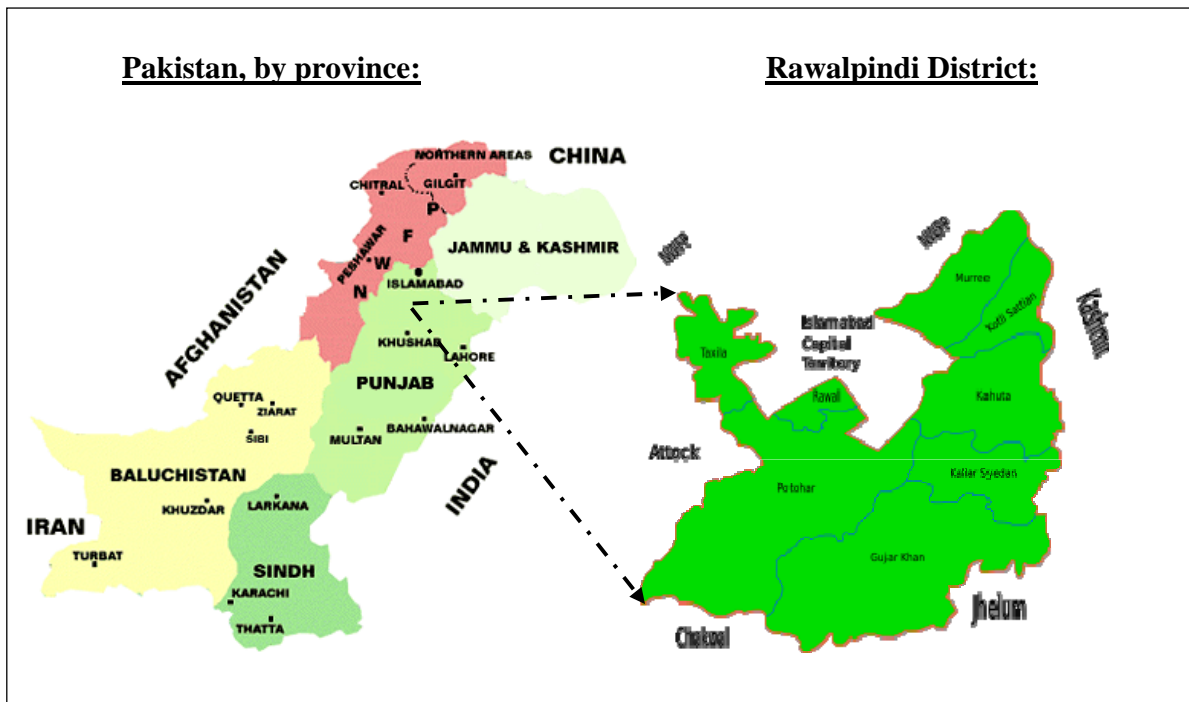 Pakistan, by province:
Rawalpindi District:
NORTHERN AREAS
CHINA
CHITRAL
GILGIT
P
F
W
N
PESHAWAR
JAMMU & KASHMIR
ISLAMABAD
AFGHANISTAN
KHUSHAB
LAHORE
PUNJAB
QUETTA
ZIARAT
SIBI
MULTAN
BAHAWALNAGAR
BALUCHISTAN
INDIA
KHUZDAR
LARKANA
IRAN
TURBAT
SINDH
KARACHI
THATTA
NWFP
NWFP
Murree
Kotli Sattian
Kashmir
Islamabad
Capital
Territory
Taxila
Rawal
Kahuta
Attock
Potohar
Kallar Syedan
Gujar Khan
Jhelum
Chakwal